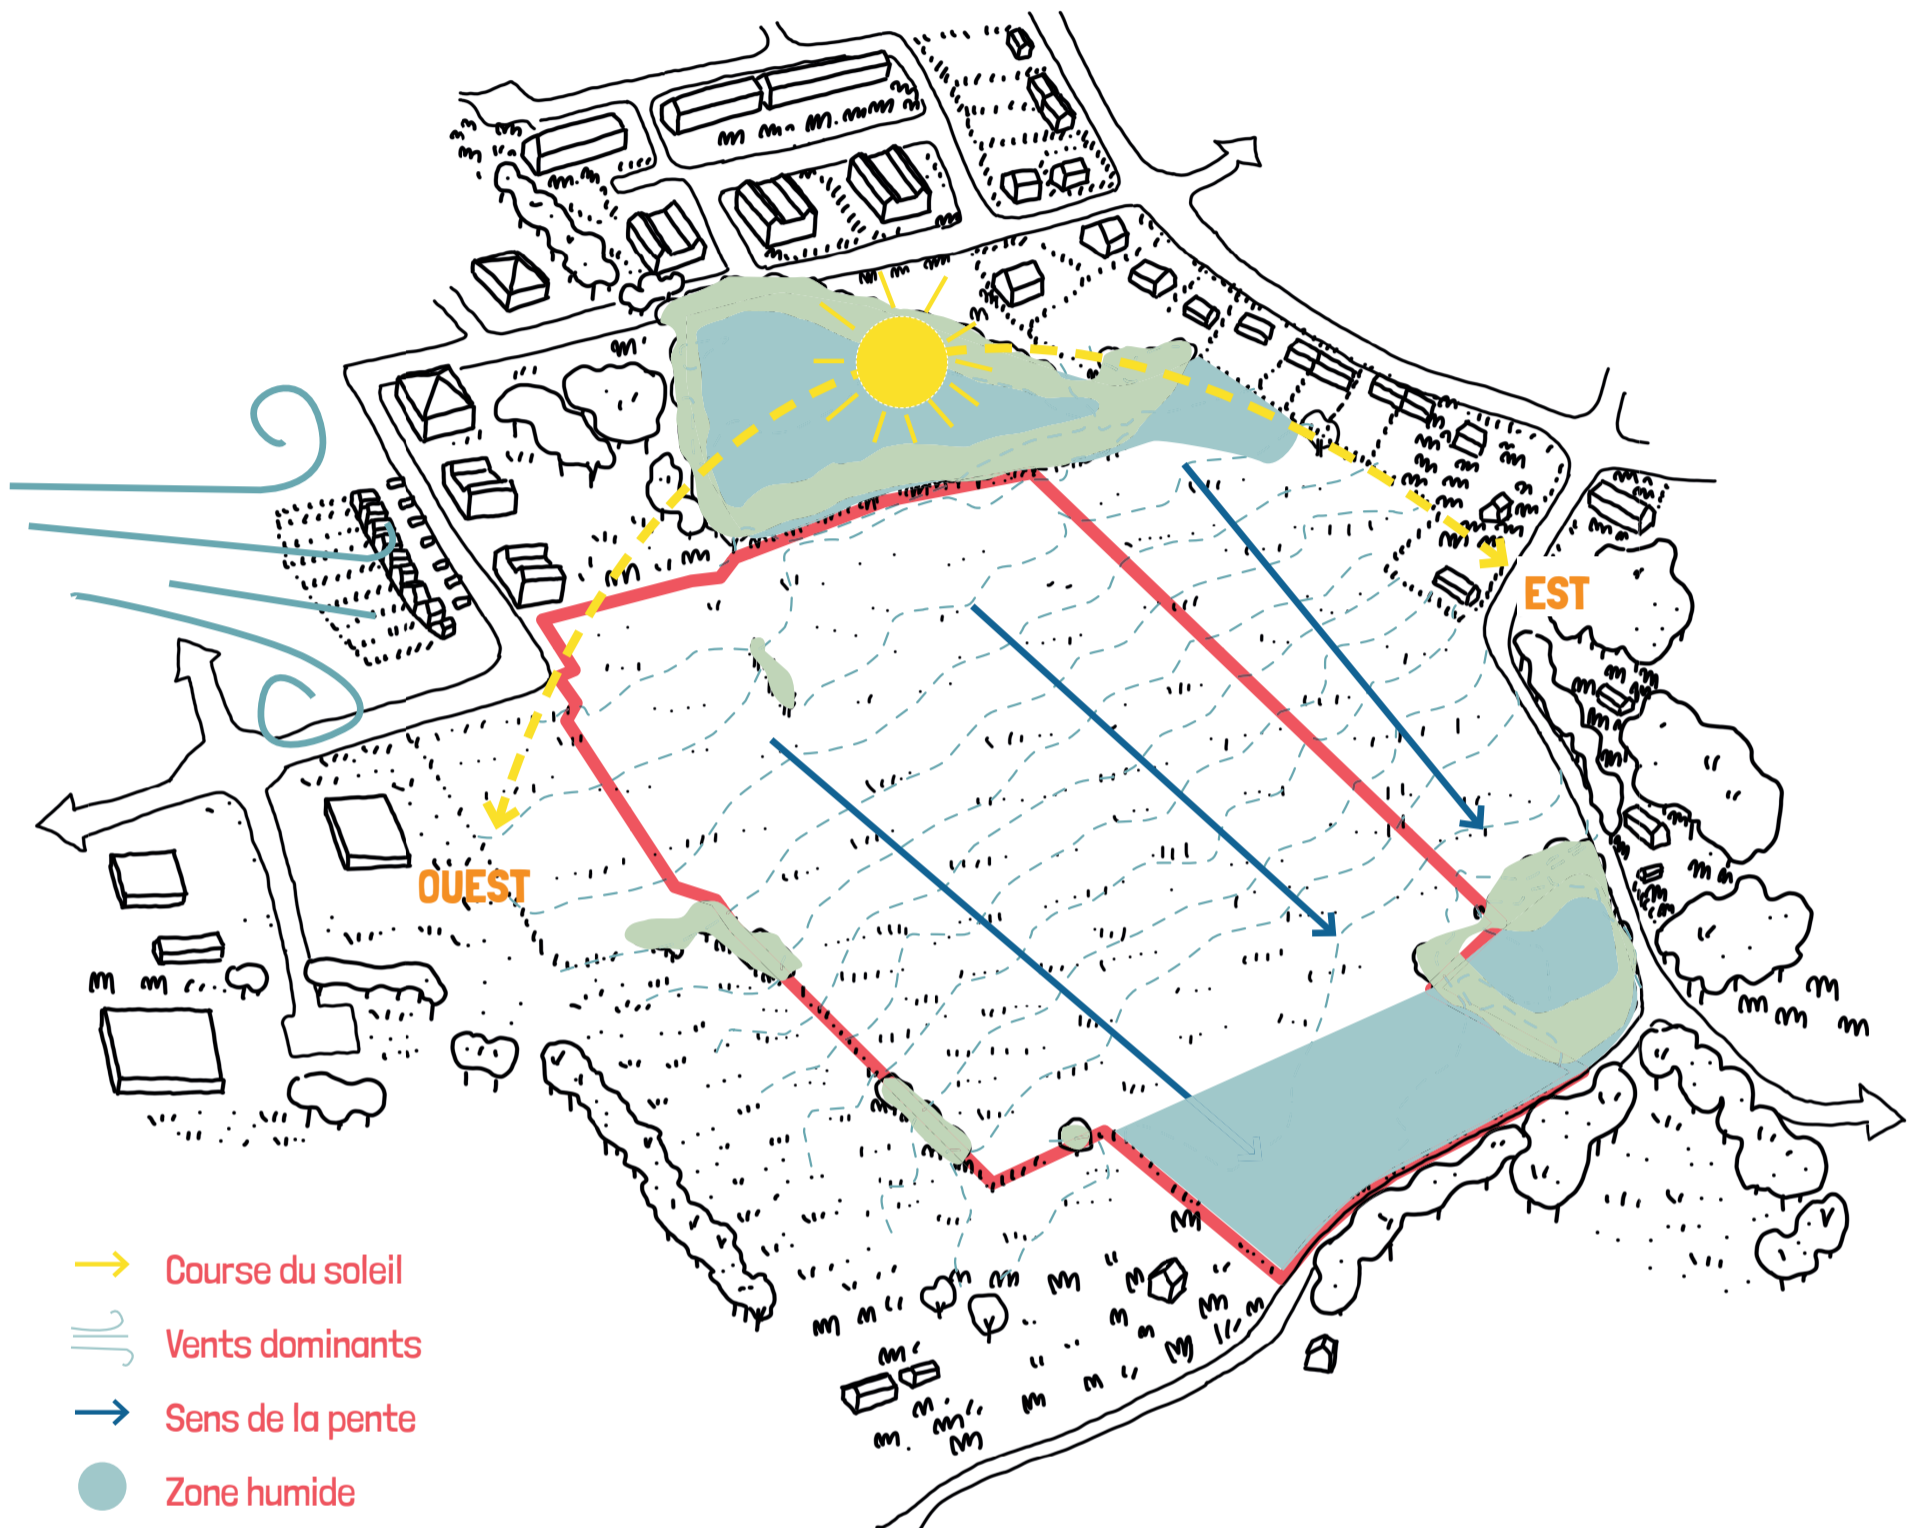 EST
OUEST
Course du soleil
Vents dominants
Sens de la pente
Zone humide